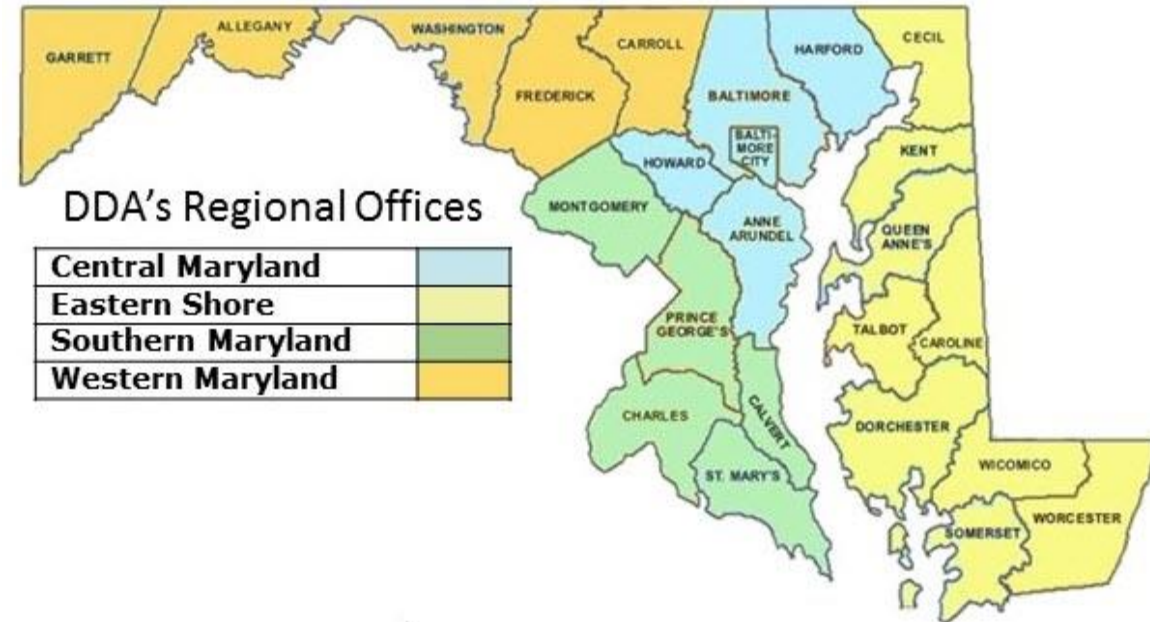 GARRETT
ALLEGANY
WASHINGTON
FREDERICK
CARROLL
BALTIMORE
HARFORD
CECIL
BALTI-
MORE
CITY
HOWARD
KENT
MONTGOMERY
ANNE
ARUNDEL
QUEEN
ANNE'S
PRINCE
GEORGE'S
TALBOT
CAROLINE
CHARLES
CALVERT
DORCHESTER
ST. MARY'S
WICOMICO
SOMERSET
WORCESTER
DDA's Regional Offices
Central Maryland
Eastern Shore
Southern Maryland
Western Maryland